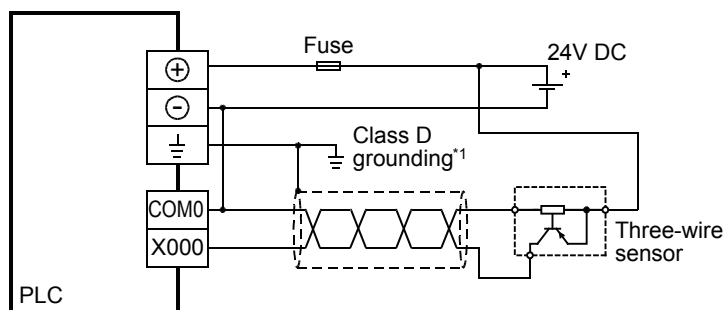 Fuse
24V DC
+
+
-
Class D
grounding*1
COM0
X000
Three-wire
sensor
PLC